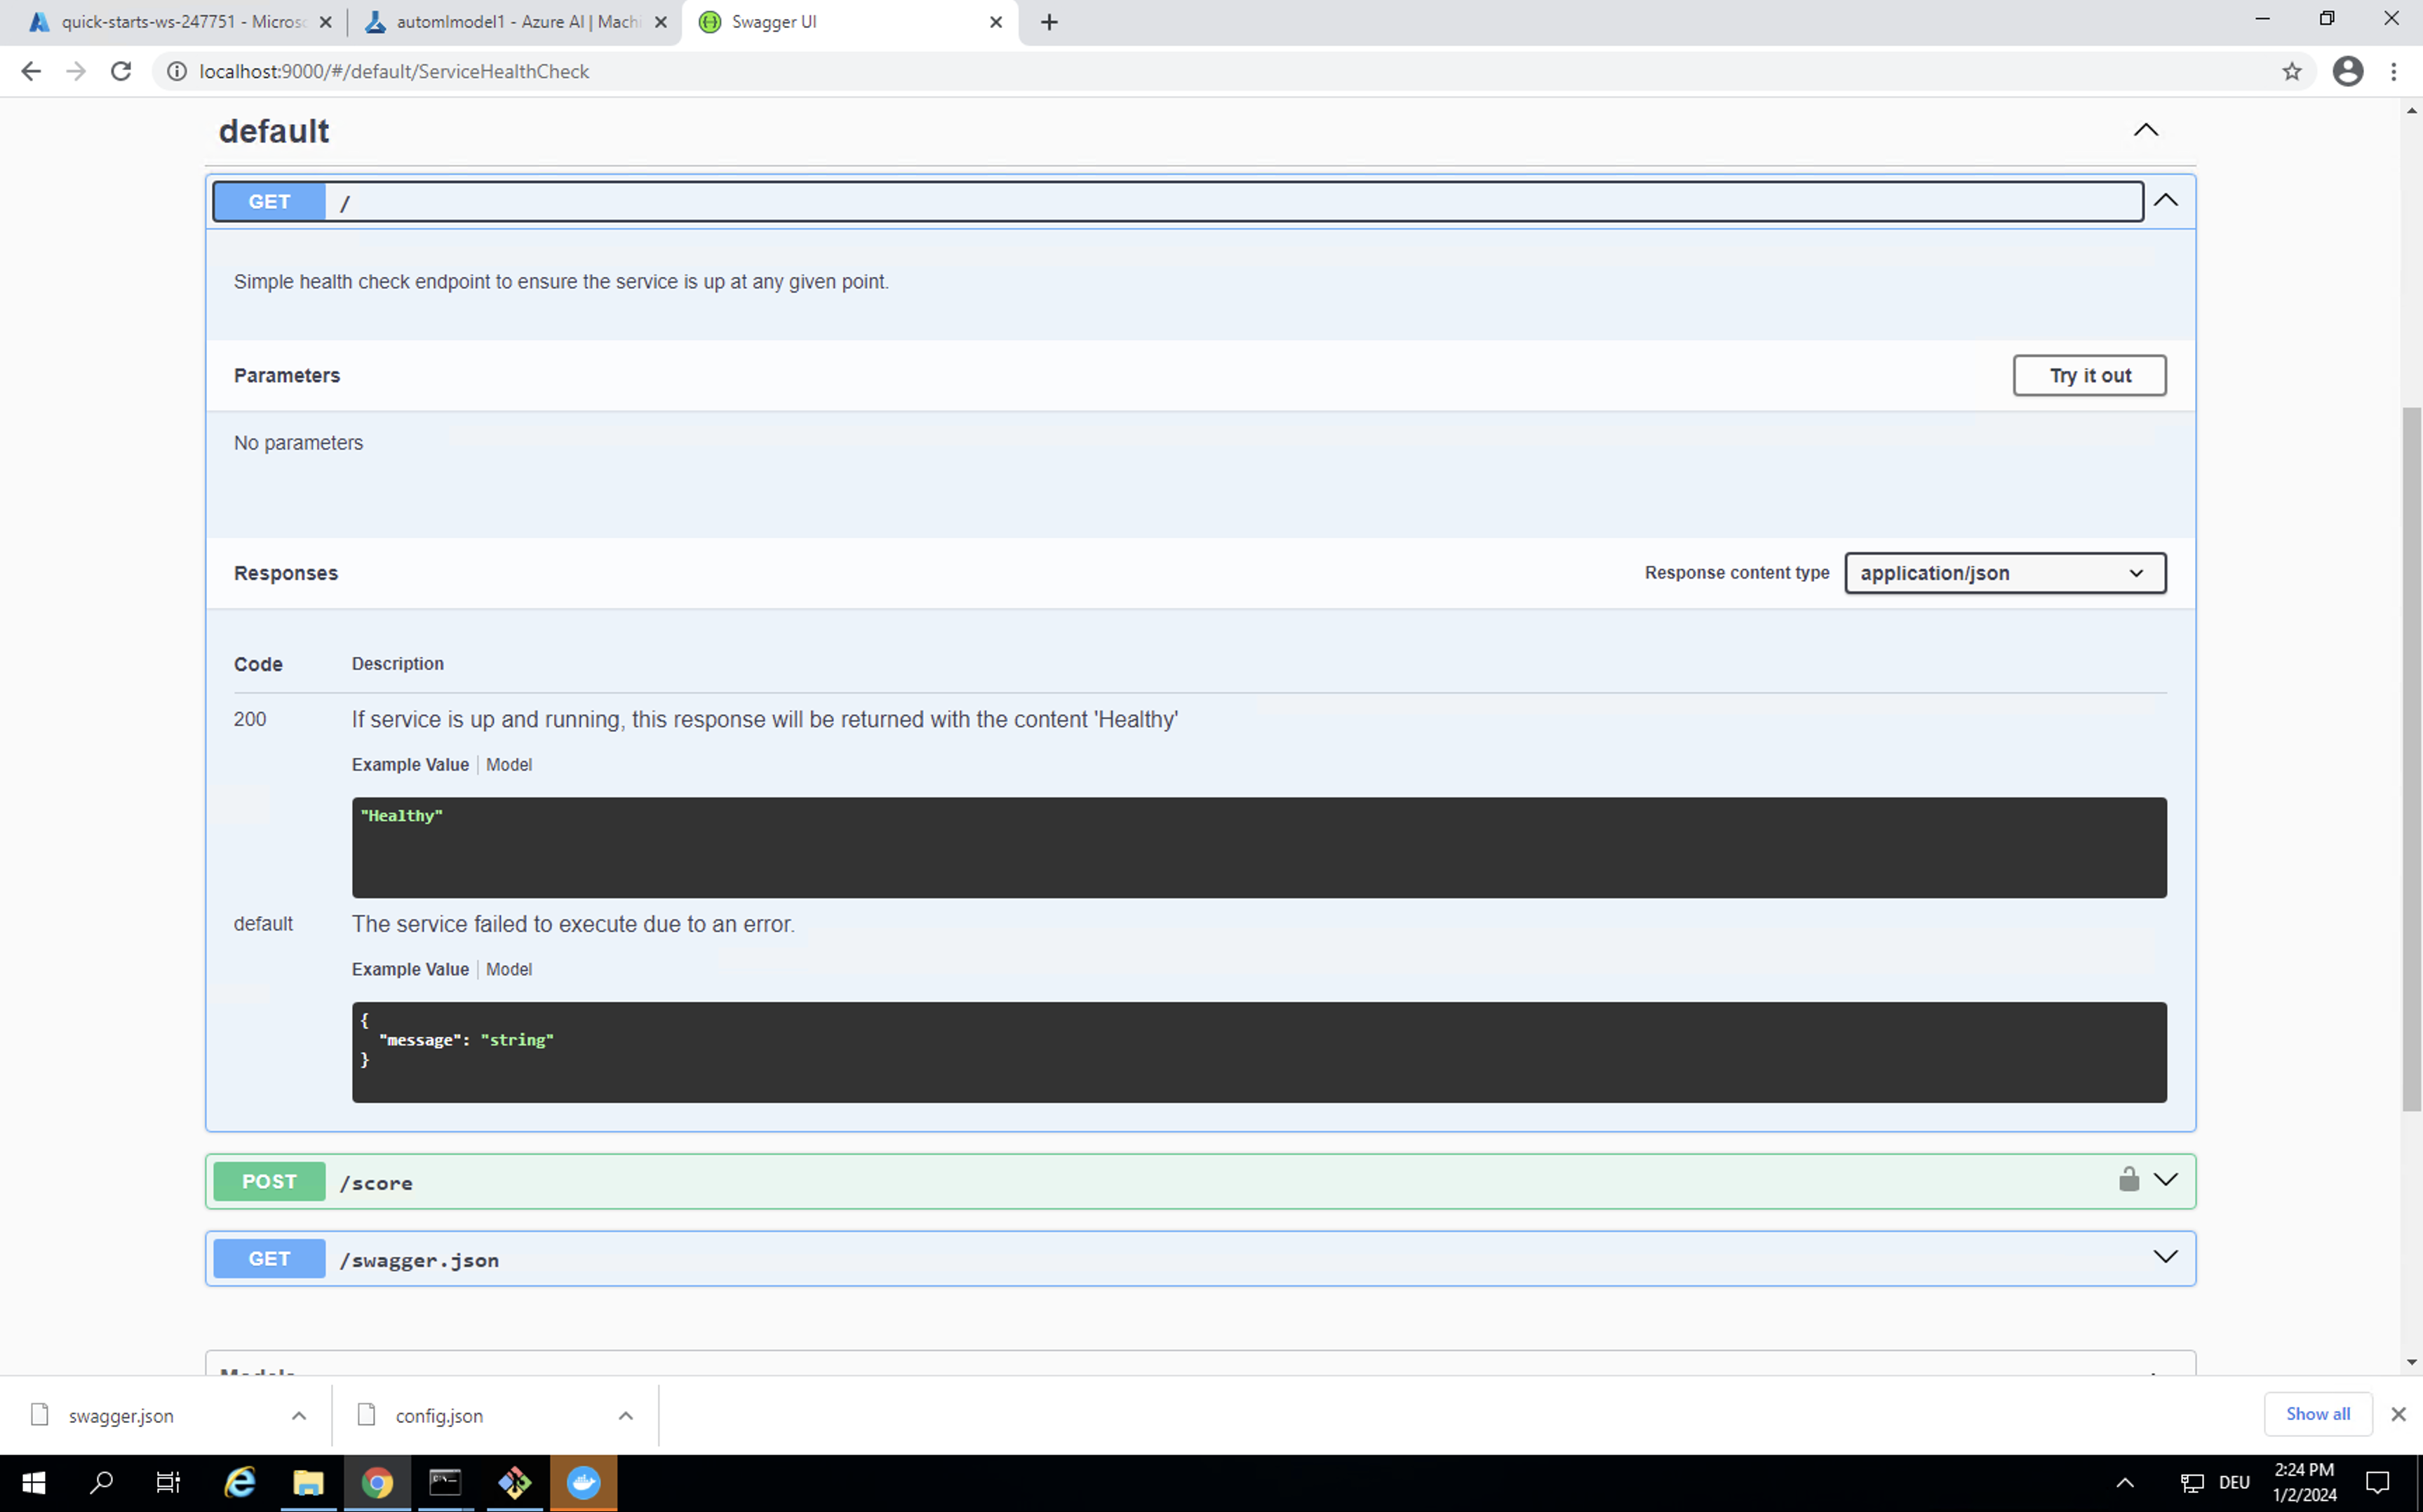 quick-starts-ws-247751 - Micros
automlmodel1 - Azure AI | Machi
Swagger UI
localhost:9000/#/default/ServiceHealthCheck
default
GET /
Simple health check endpoint to ensure the service is up at any given point.
Parameters
Try it out
No parameters
Responses
Response content type
application/json
Code Description
200 If service is up and running, this response will be returned with the content 'Healthy'
Example Value Model
"Healthy"
default The service failed to execute due to an error.
Example Value Model
{
"message": "string"
}
POST /score
GET /swagger.json
Models
swagger.json
config.json
Show all
DEU
2:24 PM
1/2/2024